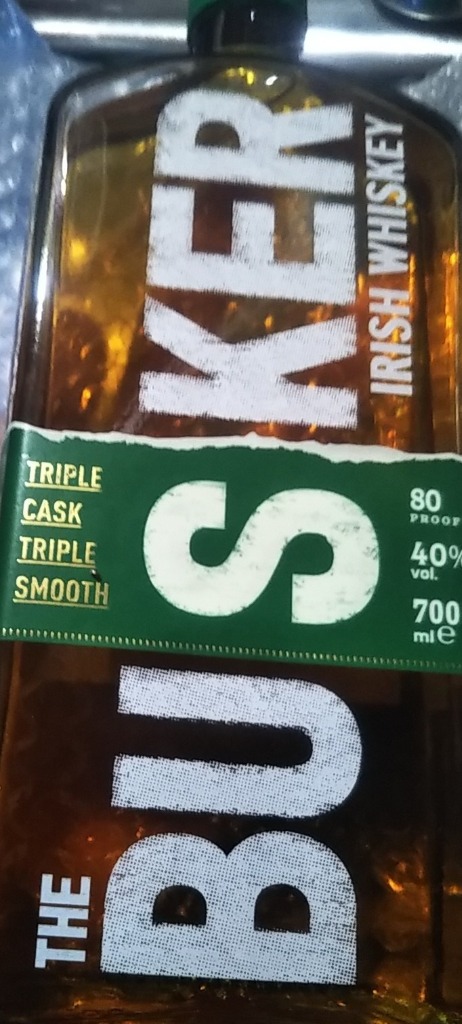 THE
BUSKER
IRISH WHISKEY
TRIPLE
CASK
TRIPLE
SMOOTH
80
PROOF
40%
vol.
700
ml e